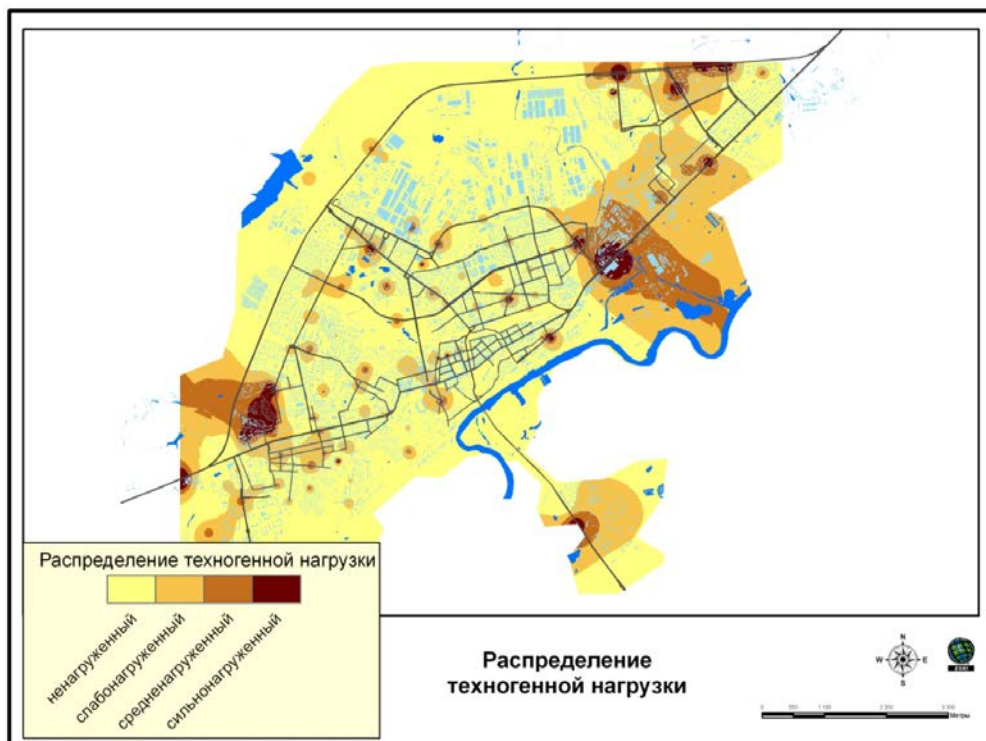 Распределение техногенной нагрузки
ненагруженный
слабонагруженный
средненагруженный
сильнонагруженный
Распределение
техногенной нагрузки
N
W E
S
Метры